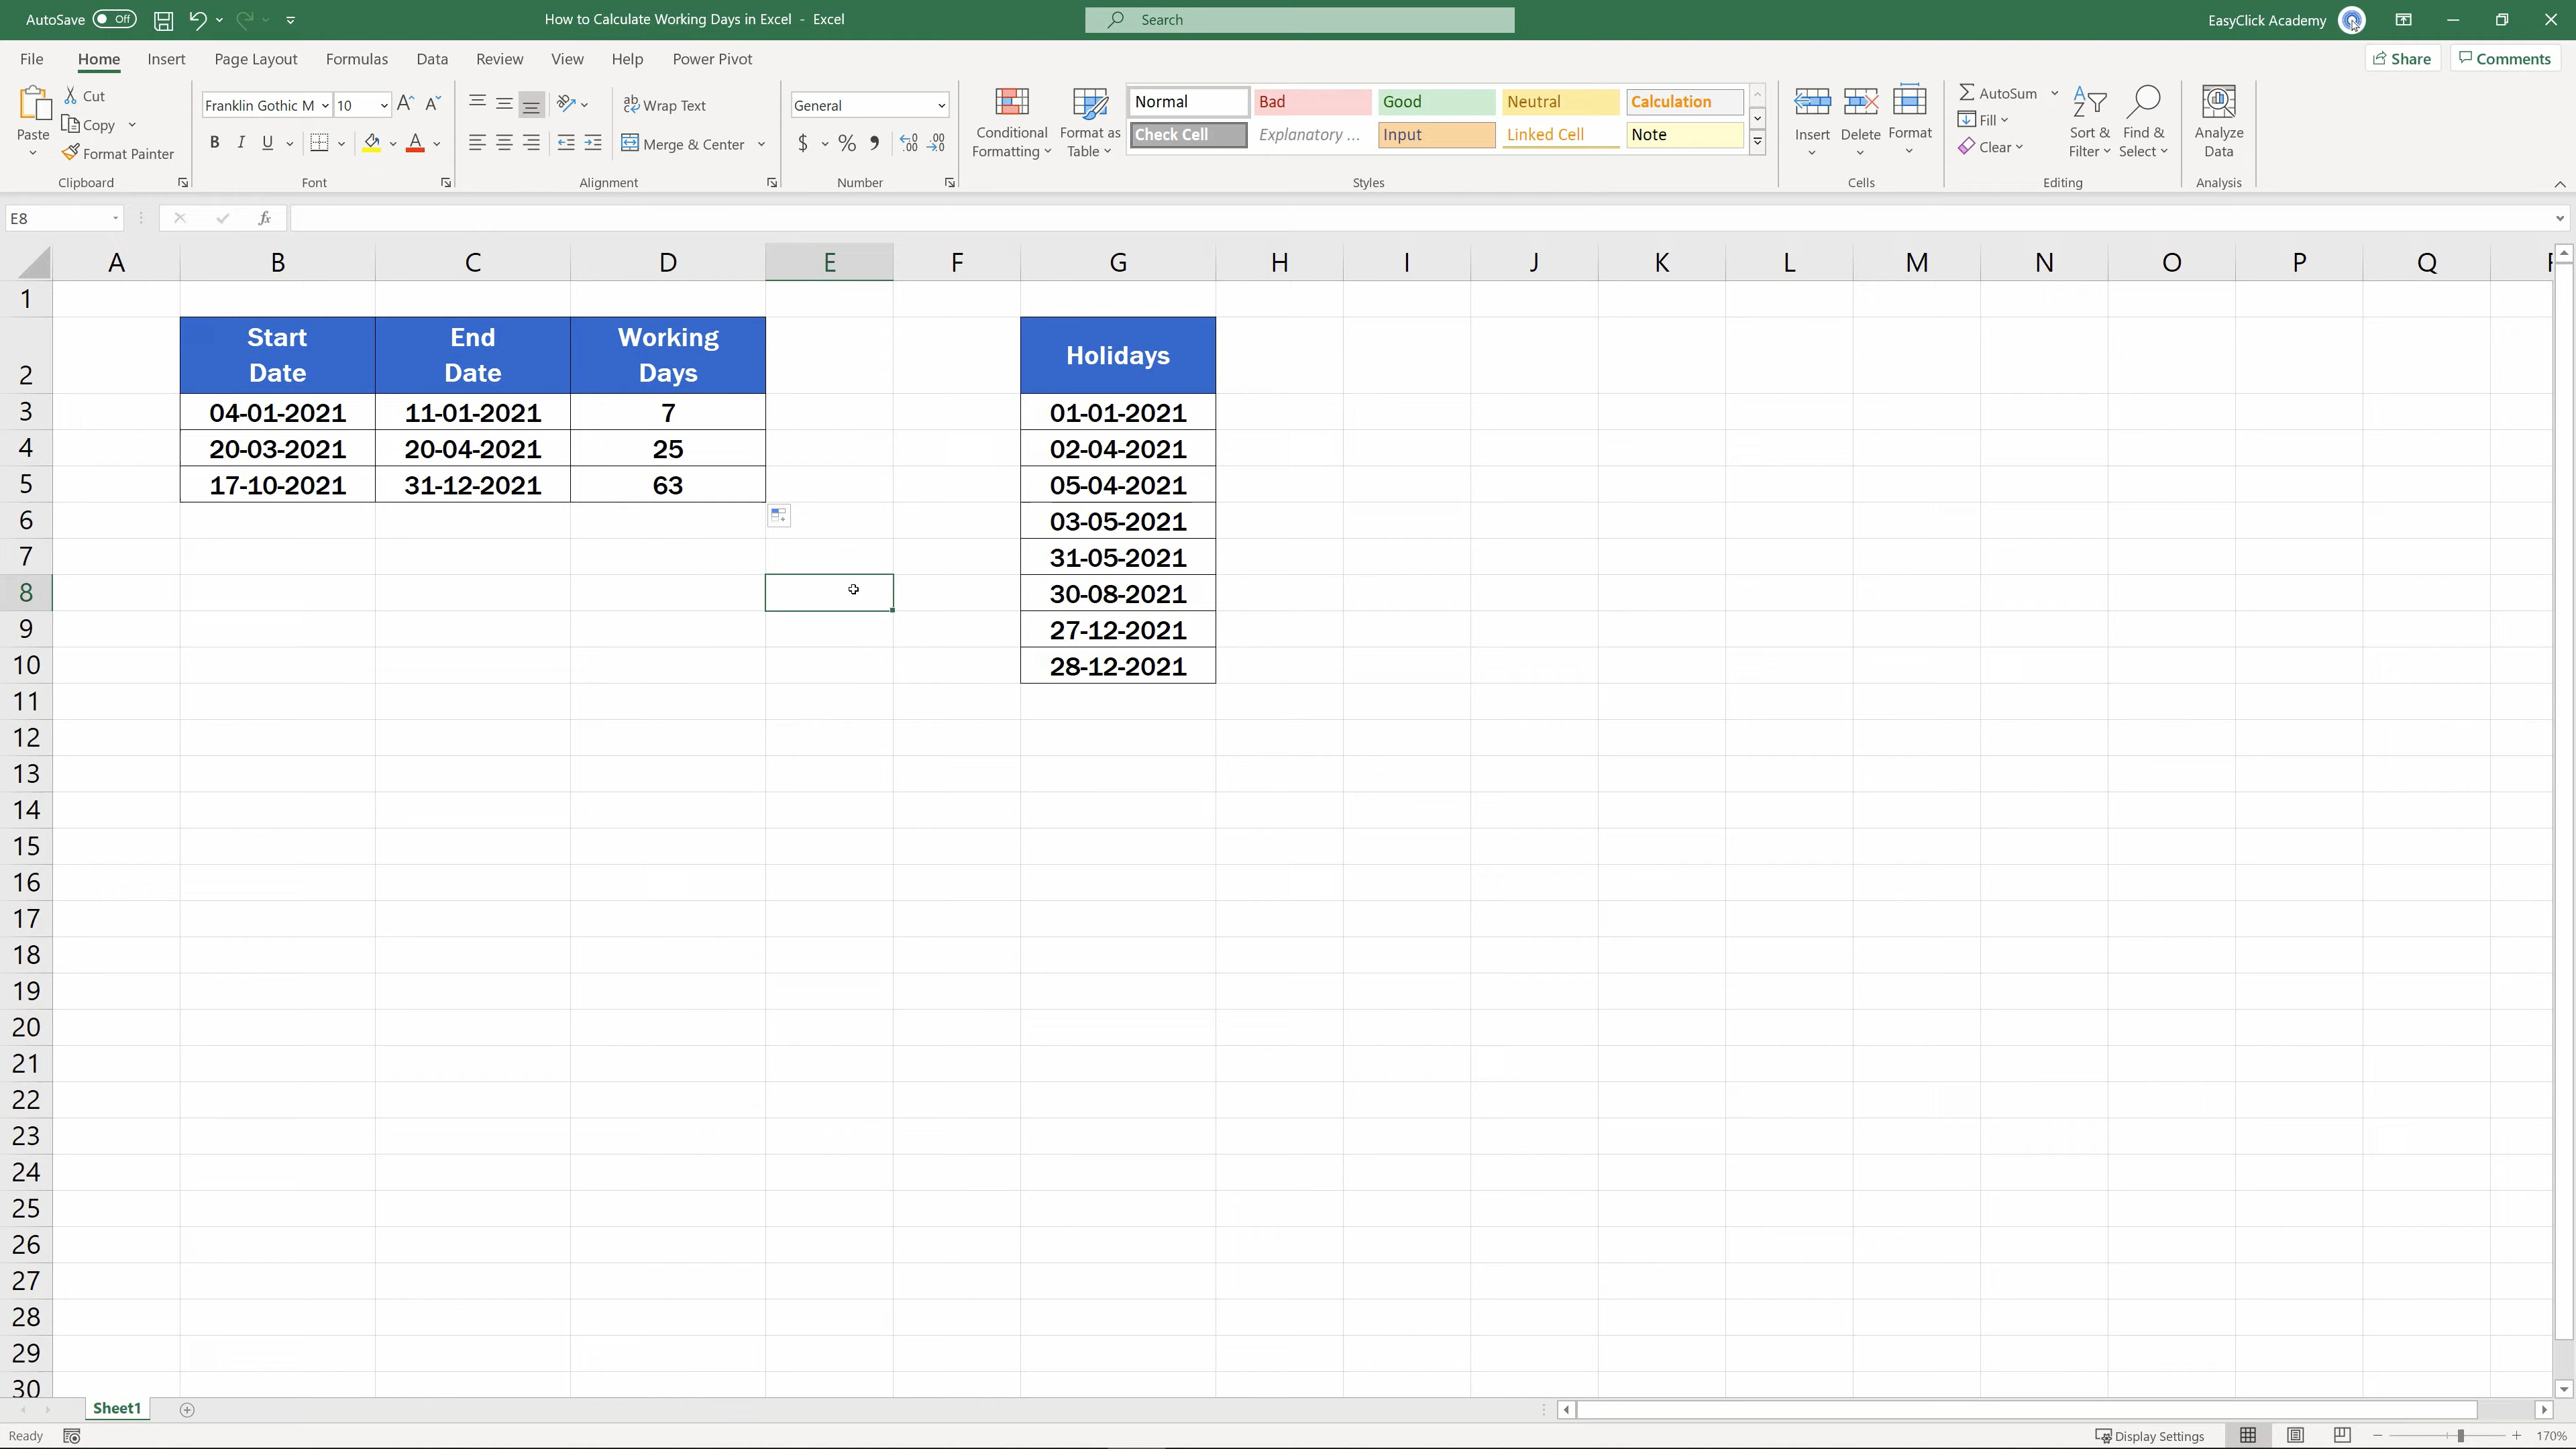 AutoSave Off How to Calculate Working Days in Excel - Excel Search EasyClick Academy
File Home Insert Page Layout Formulas Data Review View Help Power Pivot Share Comments
Paste Cut Copy Format Painter Clipboard
Franklin Gothic M 10 B I U Font
Wrap Text Merge & Center Alignment
General $ % Number
Conditional Formatting Format as Table
Normal Bad Good Neutral Calculation
Check Cell Explanatory ... Input Linked Cell Note
Styles
Insert Delete Format Cells
AutoSum Fill Clear Sort & Filter Find & Select Editing
Analyze Data Analysis
E8 fx
A B C D E F G H I J K L M N O P Q
1
2 Start Date End Date Working Days Holidays
3 04-01-2021 11-01-2021 7 01-01-2021
4 20-03-2021 20-04-2021 25 02-04-2021
5 17-10-2021 31-12-2021 63 05-04-2021
6 03-05-2021
7 31-05-2021
8 30-08-2021
9 27-12-2021
10 28-12-2021
11
12
13
14
15
16
17
18
19
20
21
22
23
24
25
26
27
28
29
30
Sheet1
Ready Display Settings 170%